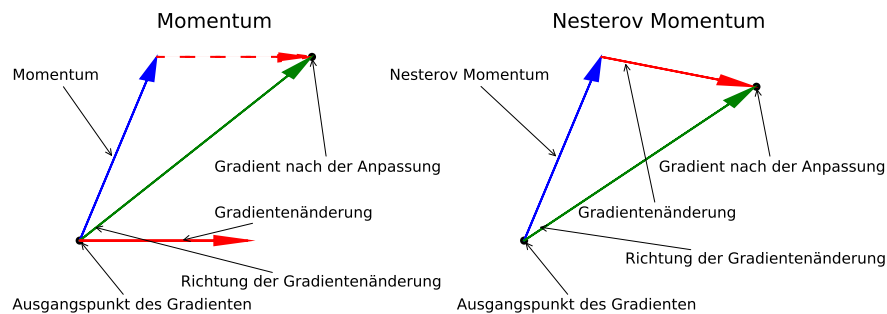 Momentum
Momentum
Gradient nach der Anpassung
Gradientenänderung
Richtung der Gradientenänderung
Ausgangspunkt des Gradienten
Nesterov Momentum
Nesterov Momentum
Gradient nach der Anpassung
Gradientenänderung
Richtung der Gradientenänderung
Ausgangspunkt des Gradienten